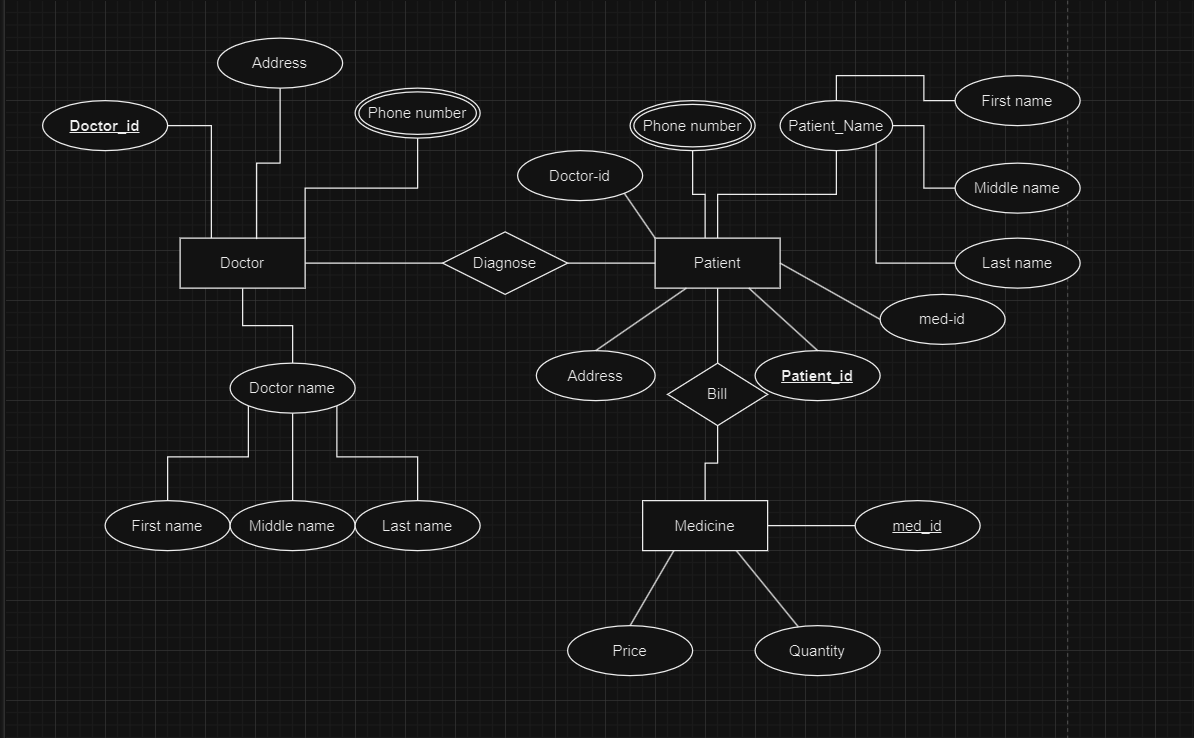 Address
Doctor_id
Phone number
Phone number
Patient_Name
First name
Doctor-id
Middle name
Doctor
Diagnose
Patient
Last name
med-id
Address
Patient_id
Doctor name
Bill
First name
Middle name
Last name
Medicine
med_id
Price
Quantity